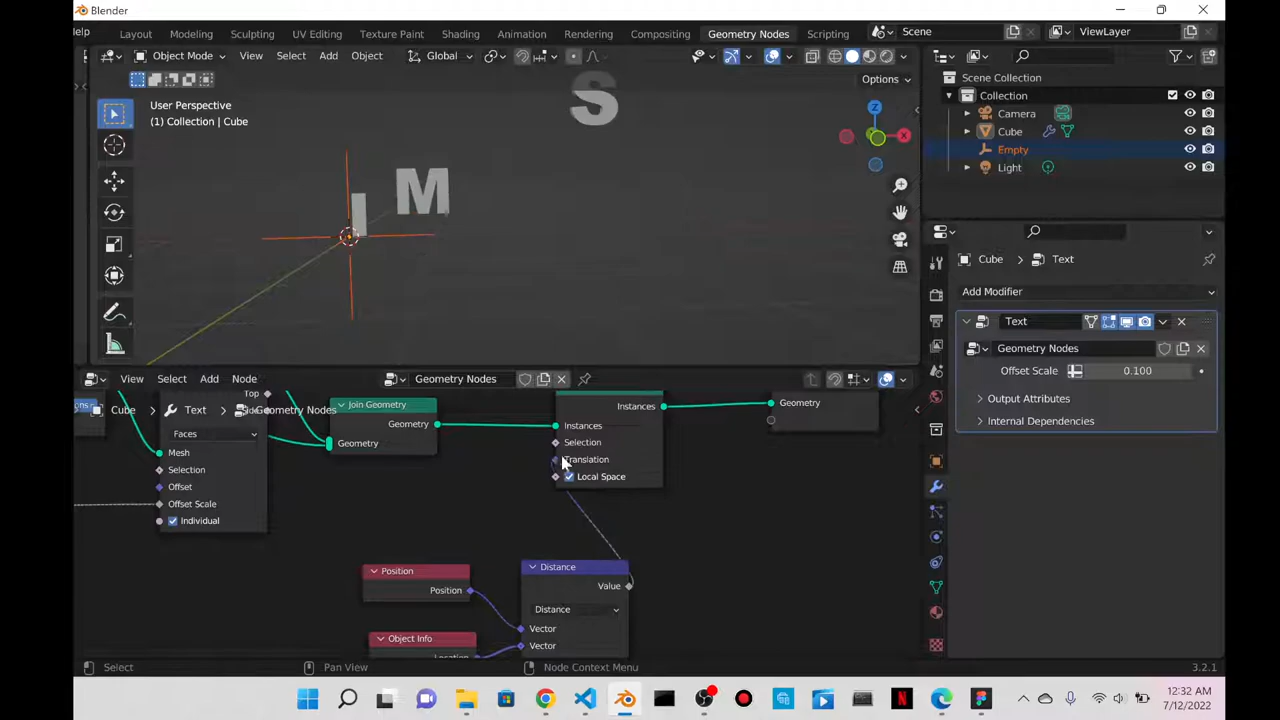 Blender
lp
Layout
Modeling
Sculpting
UV Editing
Texture Paint
Shading
Animation
Rendering
Compositing
Geometry Nodes
Scripting
Scene
ViewLayer
Object Mode
View
Select
Add
Object
Global
Options
User Perspective
(1) Collection | Cube
S
I
M
Z
X
Scene Collection
Collection
Camera
Cube
Empty
Light
Cube > Text
Add Modifier
Text
Geometry Nodes
Offset Scale
0.100
Output Attributes
Internal Dependencies
View
Select
Add
Node
Geometry Nodes
Cube > Text > Geometry Nodes
Top
Faces
Mesh
Selection
Offset
Offset Scale
Individual
Join Geometry
Geometry
Geometry
Instances
Instances
Selection
Translation
Local Space
Geometry
Position
Position
Object Info
Location
Distance
Value
Distance
Vector
Vector
Select
Pan View
Node Context Menu
3.2.1
12:32 AM
7/12/2022